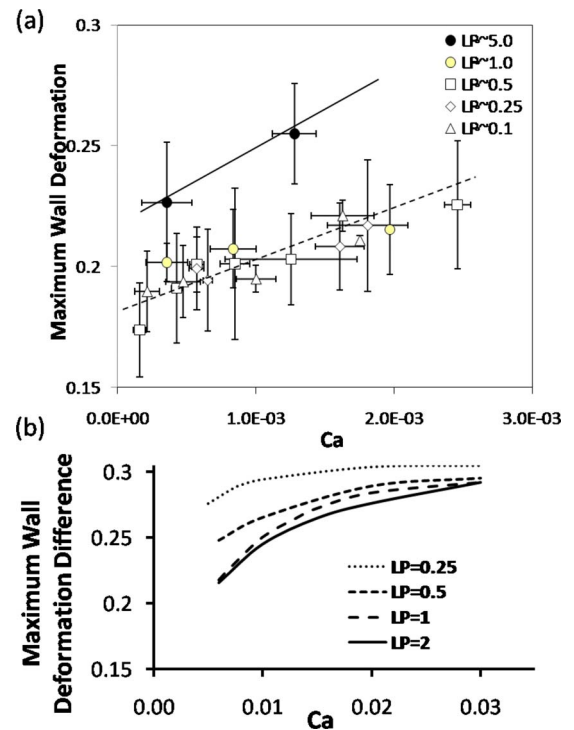 (a)
Maximum Wall Deformation
0.3
0.25
0.2
0.15
LP~5.0
LP~1.0
LP~0.5
LP~0.25
LP~0.1
0.0E+00
1.0E-03
2.0E-03
3.0E-03
Ca
(b)
Maximum Wall
Deformation Difference
0.3
0.25
0.2
0.15
LP=0.25
LP=0.5
LP=1
LP=2
0.00
0.01
0.02
0.03
Ca